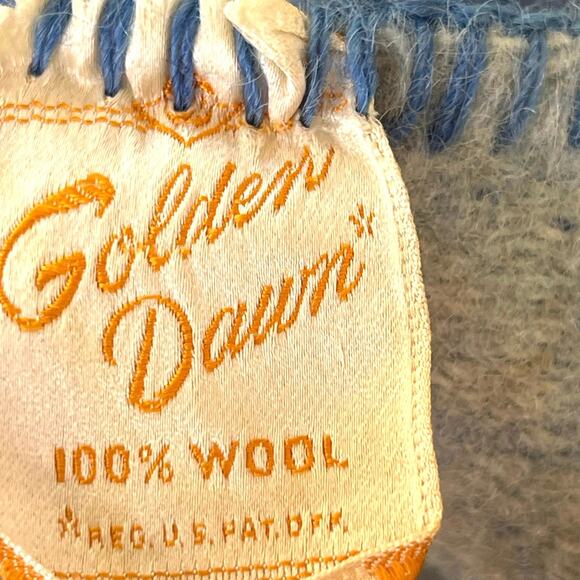 Golden
Dawn*
100% WOOL
*REG. U.S. PAT. OFF.